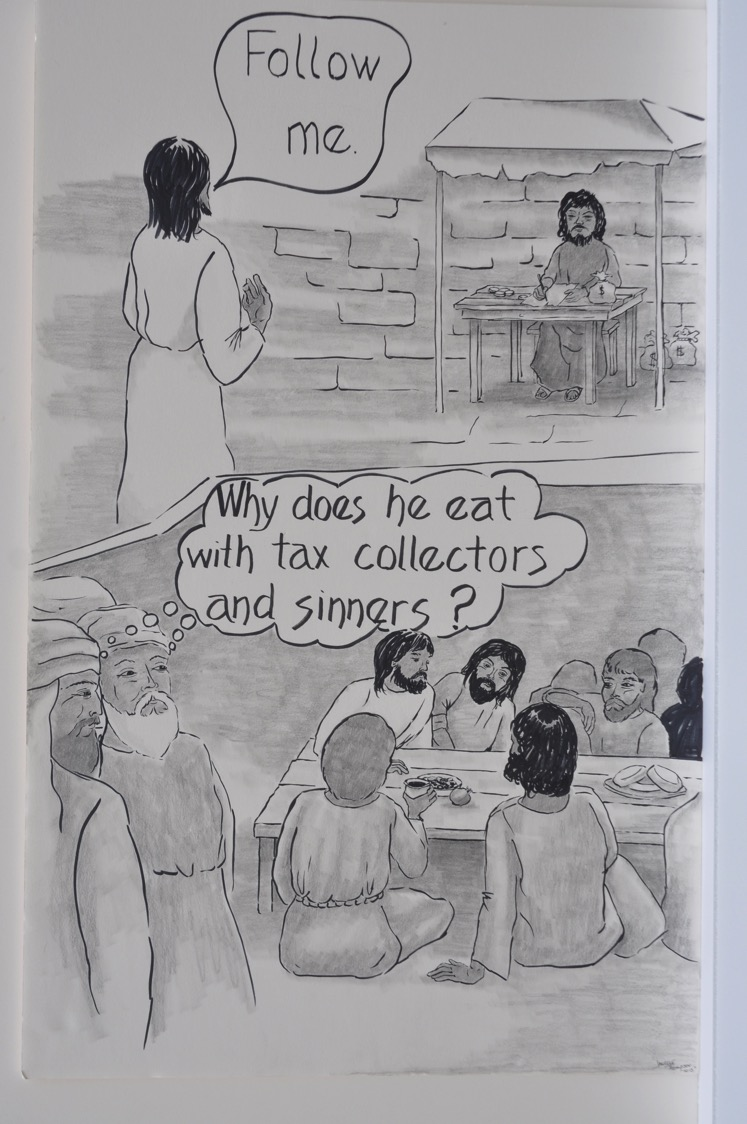 Follow
me.
$
$
Why does he eat
with tax collectors
and sinners?